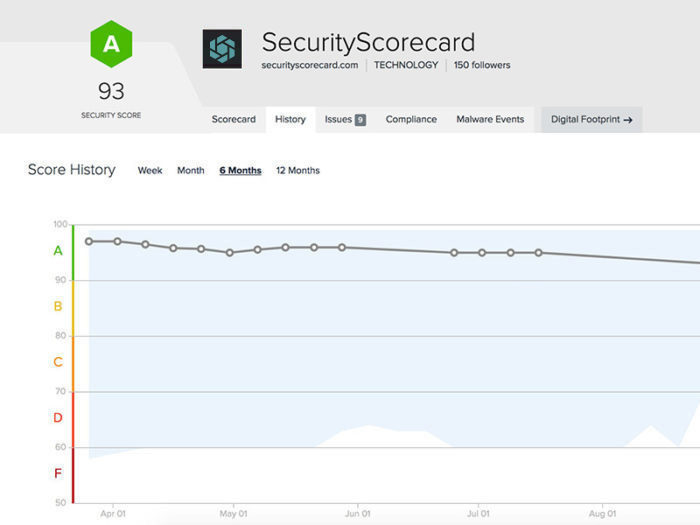 A
93
SECURITY SCORE
SecurityScorecard
securityscorecard.com | TECHNOLOGY | 150 followers
Scorecard History Issues 9 Compliance Malware Events Digital Footprint →
Score History Week Month 6 Months 12 Months
100
A
90
B
80
C
70
D
60
F
50
Apr 01 May 01 Jun 01 Jul 01 Aug 01